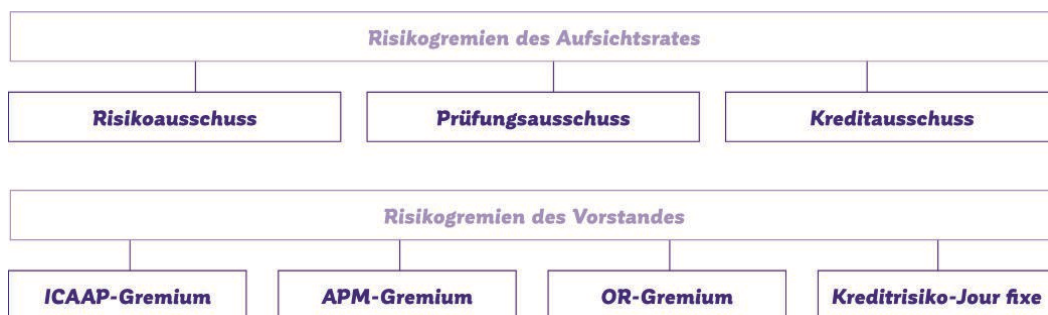 Risikogremien des Aufsichtsrates
Risikoausschuss
Prüfungsausschuss
Kreditausschuss
Risikogremien des Vorstandes
ICAAP-Gremium
APM-Gremium
OR-Gremium
Kreditrisiko-Jour fixe